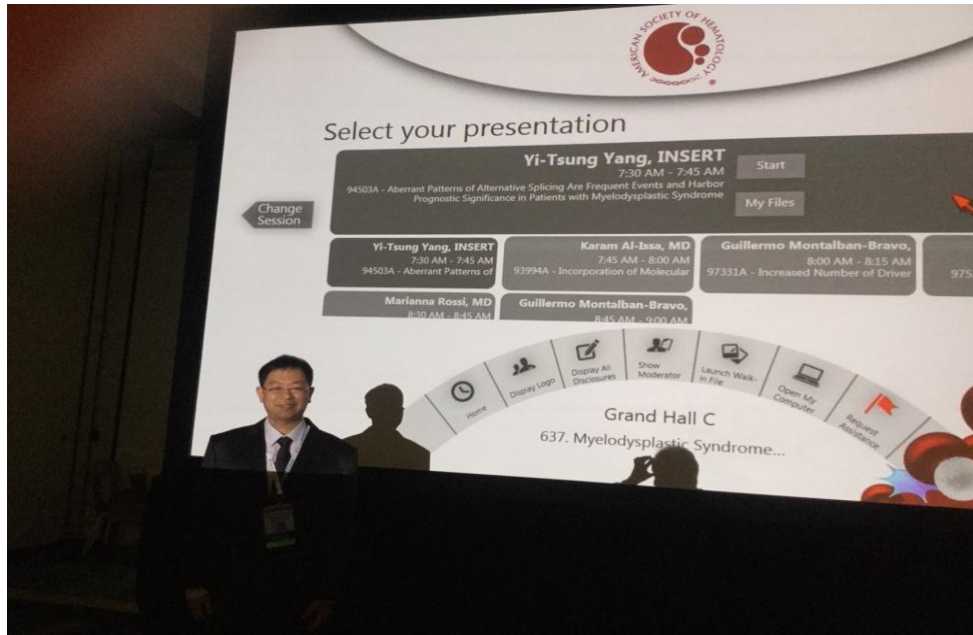 AMERICAN SOCIETY OF HEMATOLOGY
®
Select your presentation
Yi-Tsung Yang, INSERT
7:30 AM - 7:45 AM
94503A - Aberrant Patterns of Alternative Splicing Are Frequent Events and Harbor
Prognostic Significance in Patients with Myelodysplastic Syndrome
Start
My Files
Change
Session
Yi-Tsung Yang, INSERT
7:30 AM - 7:45 AM
94503A - Aberrant Patterns of
Karam Al-Issa, MD
7:45 AM - 8:00 AM
93994A - Incorporation of Molecular
Guillermo Montalban-Bravo,
8:00 AM - 8:15 AM
97331A - Increased Number of Driver
975
Marianna Rossi, MD
8:30 AM - 8:45 AM
Guillermo Montalban-Bravo,
8:45 AM - 9:00 AM
Home
Display Logo
Display All
Disclosures
Show
Moderator
Launch Walk-
in File
Open My
Computer
Request
Assistance
Grand Hall C
637. Myelodysplastic Syndrome...